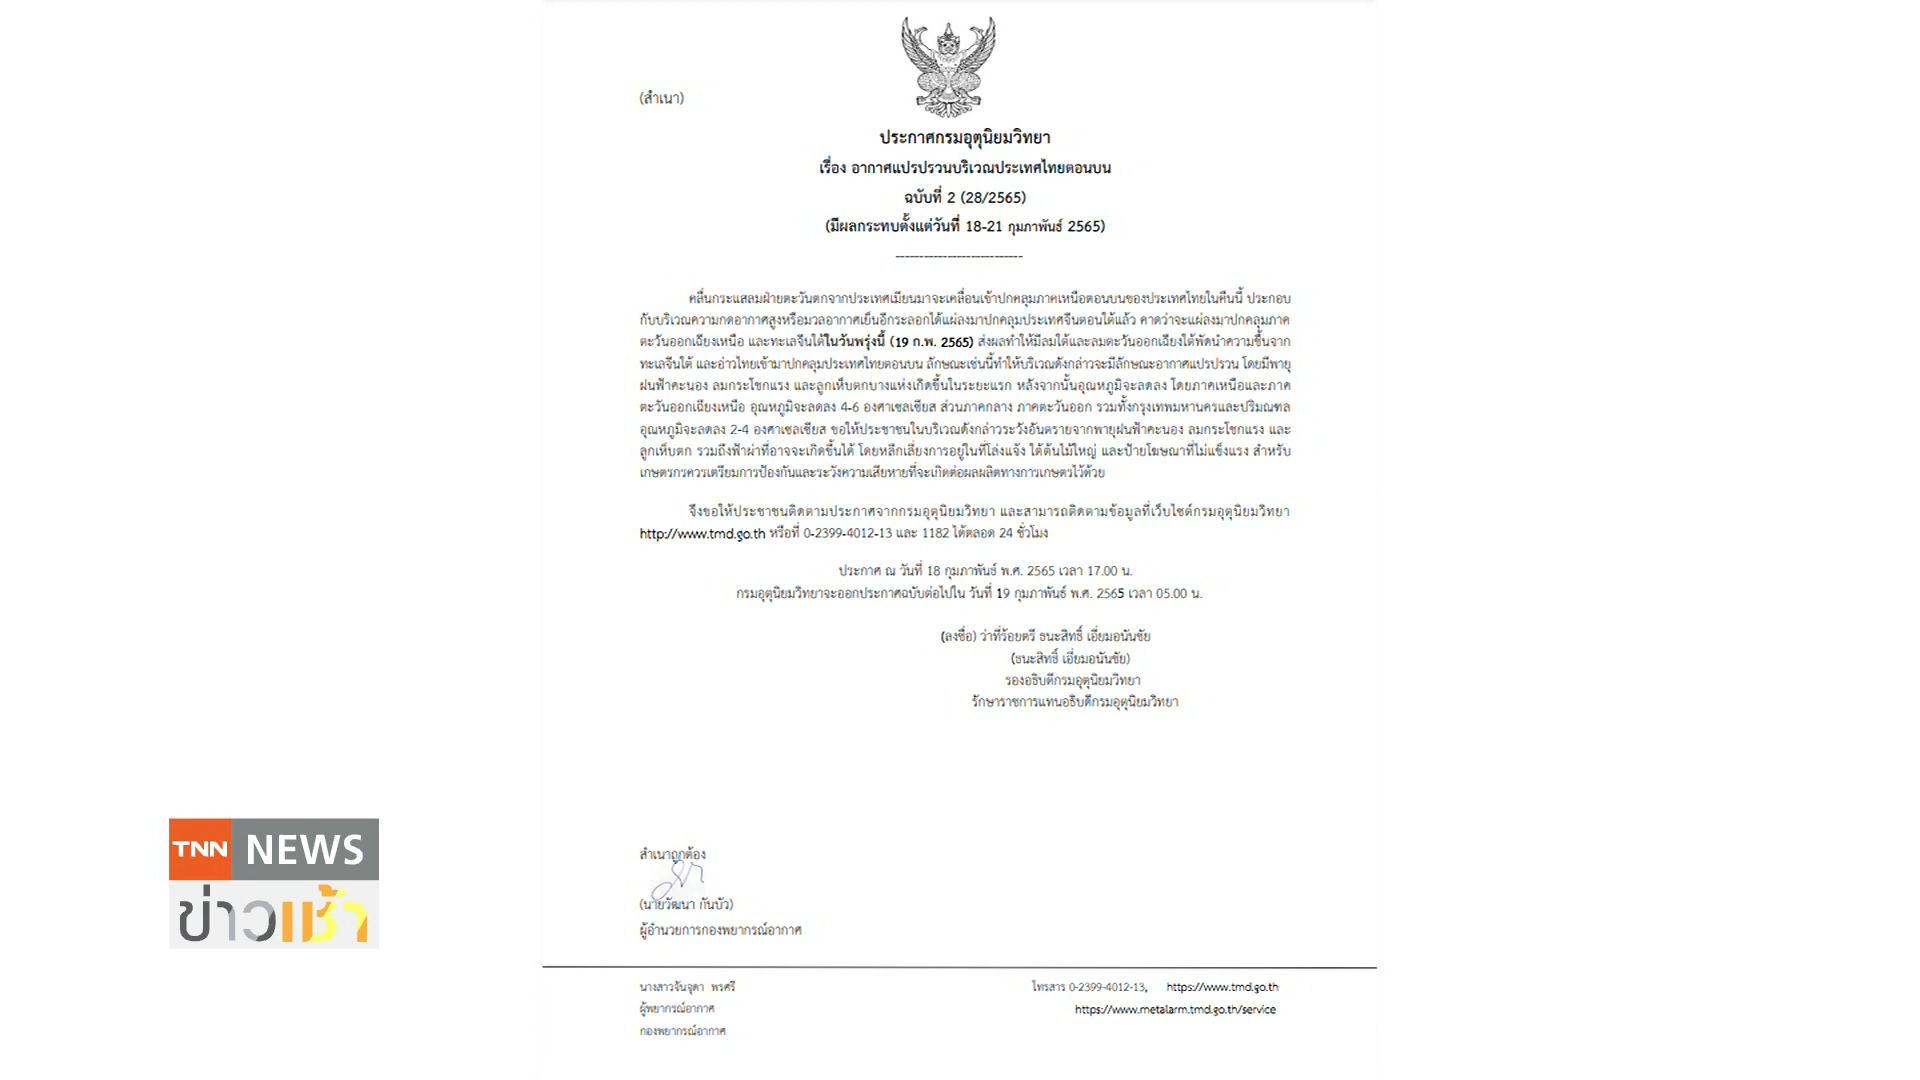 (สำเนา)
ประกาศกรมอุตุนิยมวิทยา
เรื่อง อากาศแปรปรวนบริเวณประเทศไทยตอนบน
ฉบับที่ 2 (28/2565)
(มีผลกระทบตั้งแต่วันที่ 18-21 กุมภาพันธ์ 2565)
---------------------------
คลื่นกระแสลมฝ่ายตะวันตกจากประเทศเมียนมาจะเคลื่อนเข้าปกคลุมภาคเหนือตอนบนของประเทศไทยในคืนนี้ ประกอบ
กับบริเวณความกดอากาศสูงหรือมวลอากาศเย็นอีกระลอกได้แผ่ลงมาปกคลุมประเทศจีนตอนใต้แล้ว คาดว่าจะแผ่ลงมาปกคลุมภาค
ตะวันออกเฉียงเหนือ และทะเลจีนใต้ในวันพรุ่งนี้ (19 ก.พ. 2565) ส่งผลทำให้มีลมใต้และลมตะวันออกเฉียงใต้พัดนำความชื้นจาก
ทะเลจีนใต้ และอ่าวไทยเข้ามาปกคลุมประเทศไทยตอนบน ลักษณะเช่นนี้ทำให้บริเวณดังกล่าวจะมีลักษณะอากาศแปรปรวน โดยมีพายุ
ฝนฟ้าคะนอง ลมกระโชกแรง และลูกเห็บตกบางแห่งเกิดขึ้นในระยะแรก หลังจากนั้นอุณหภูมิจะลดลง โดยภาคเหนือและภาค
ตะวันออกเฉียงเหนือ อุณหภูมิจะลดลง 4-6 องศาเซลเซียส ส่วนภาคกลาง ภาคตะวันออก รวมทั้งกรุงเทพมหานครและปริมณฑล
อุณหภูมิจะลดลง 2-4 องศาเซลเซียส ขอให้ประชาชนในบริเวณดังกล่าวระวังอันตรายจากพายุฝนฟ้าคะนอง ลมกระโชกแรง และ
ลูกเห็บตก รวมถึงฟ้าผ่าที่อาจจะเกิดขึ้นได้ โดยหลีกเลี่ยงการอยู่ในที่โล่งแจ้ง ใต้ต้นไม้ใหญ่ และป้ายโฆษณาที่ไม่แข็งแรง สำหรับ
เกษตรกรควรเตรียมการป้องกันและระวังความเสียหายที่จะเกิดต่อผลผลิตทางการเกษตรไว้ด้วย
จึงขอให้ประชาชนติดตามประกาศจากกรมอุตุนิยมวิทยา และสามารถติดตามข้อมูลที่เว็บไซต์กรมอุตุนิยมวิทยา
http://www.tmd.go.th หรือที่ 0-2399-4012-13 และ 1182 ได้ตลอด 24 ชั่วโมง
ประกาศ ณ วันที่ 18 กุมภาพันธ์ พ.ศ. 2565 เวลา 17.00 น.
กรมอุตุนิยมวิทยาจะออกประกาศฉบับต่อไปใน วันที่ 19 กุมภาพันธ์ พ.ศ. 2565 เวลา 05.00 น.
(ลงชื่อ) ว่าที่ร้อยตรี ธนะสิทธิ์ เอี่ยมอนันชัย
(ธนะสิทธิ์ เอี่ยมอนันชัย)
รองอธิบดีกรมอุตุนิยมวิทยา
รักษาราชการแทนอธิบดีกรมอุตุนิยมวิทยา
TNN NEWS
ข่าวเช้า
สำเนาถูกต้อง
(นายวัฒนา กันบัว)
ผู้อำนวยการกองพยากรณ์อากาศ
นางสาวจันจุดา พรศรี
ผู้พยากรณ์อากาศ
กองพยากรณ์อากาศ
โทรสาร 0-2399-4012-13, https://www.tmd.go.th
https://www.metalarm.tmd.go.th/service